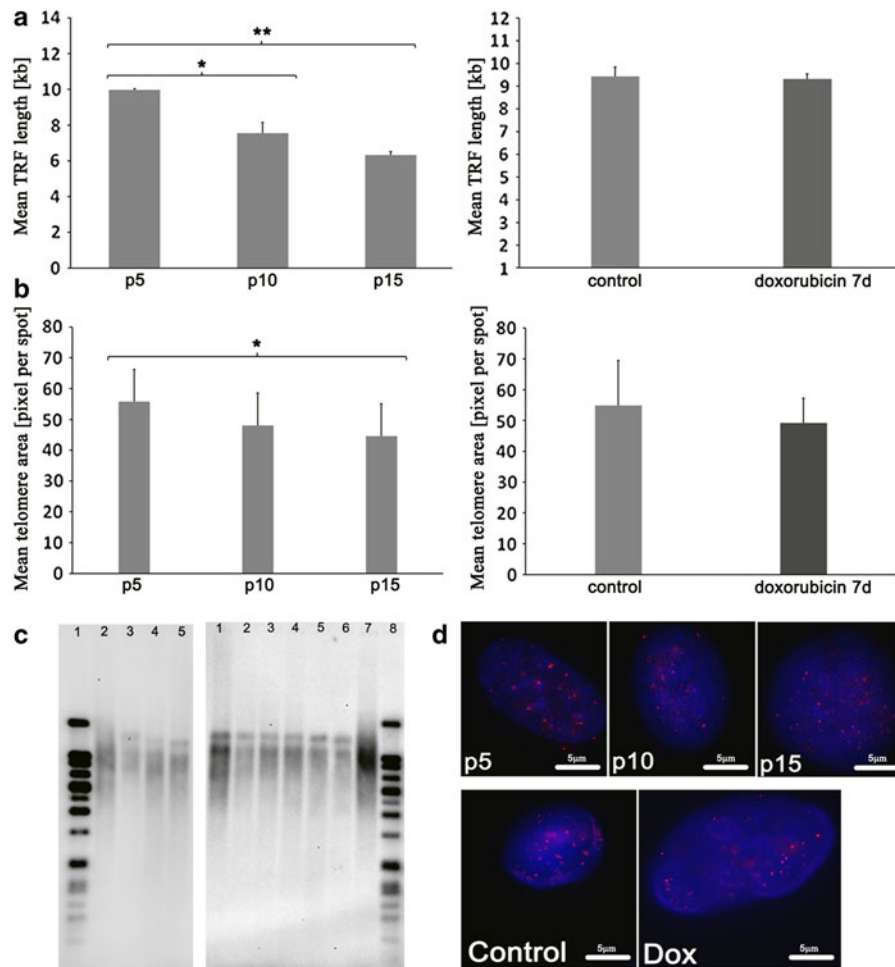 a
Mean TRF length [kb]
14
12
10
8
6
4
2
0
**
*
p5 p10 p15
Mean TRF length [kb]
12
11
10
9
8
7
6
5
4
3
2
1
control doxorubicin 7d
b
Mean telomere area [pixel per spot]
80
70
60
50
40
30
20
10
0
*
p5 p10 p15
Mean telomere area [pixel per spot]
80
70
60
50
40
30
20
10
0
control doxorubicin 7d
c
1 2 3 4 5
1 2 3 4 5 6 7 8
d
p5 5µm
p10 5µm
p15 5µm
Control 5µm
Dox 5µm